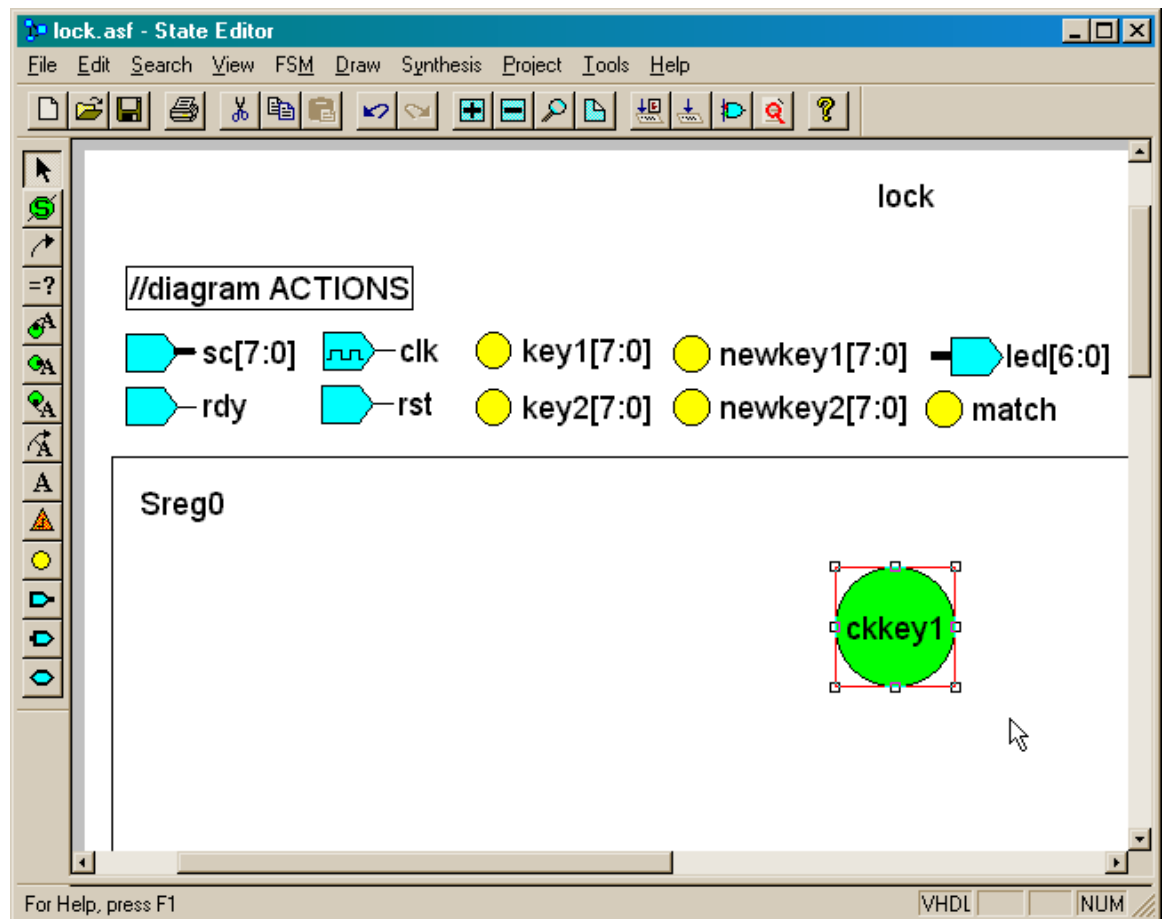 lock.asf - State Editor
File Edit Search View FSM Draw Synthesis Project Tools Help
lock
//diagram ACTIONS
sc[7:0] clk key1[7:0] newkey1[7:0] led[6:0]
rdy rst key2[7:0] newkey2[7:0] match
Sreg0
ckkey1
For Help, press F1 VHDL NUM